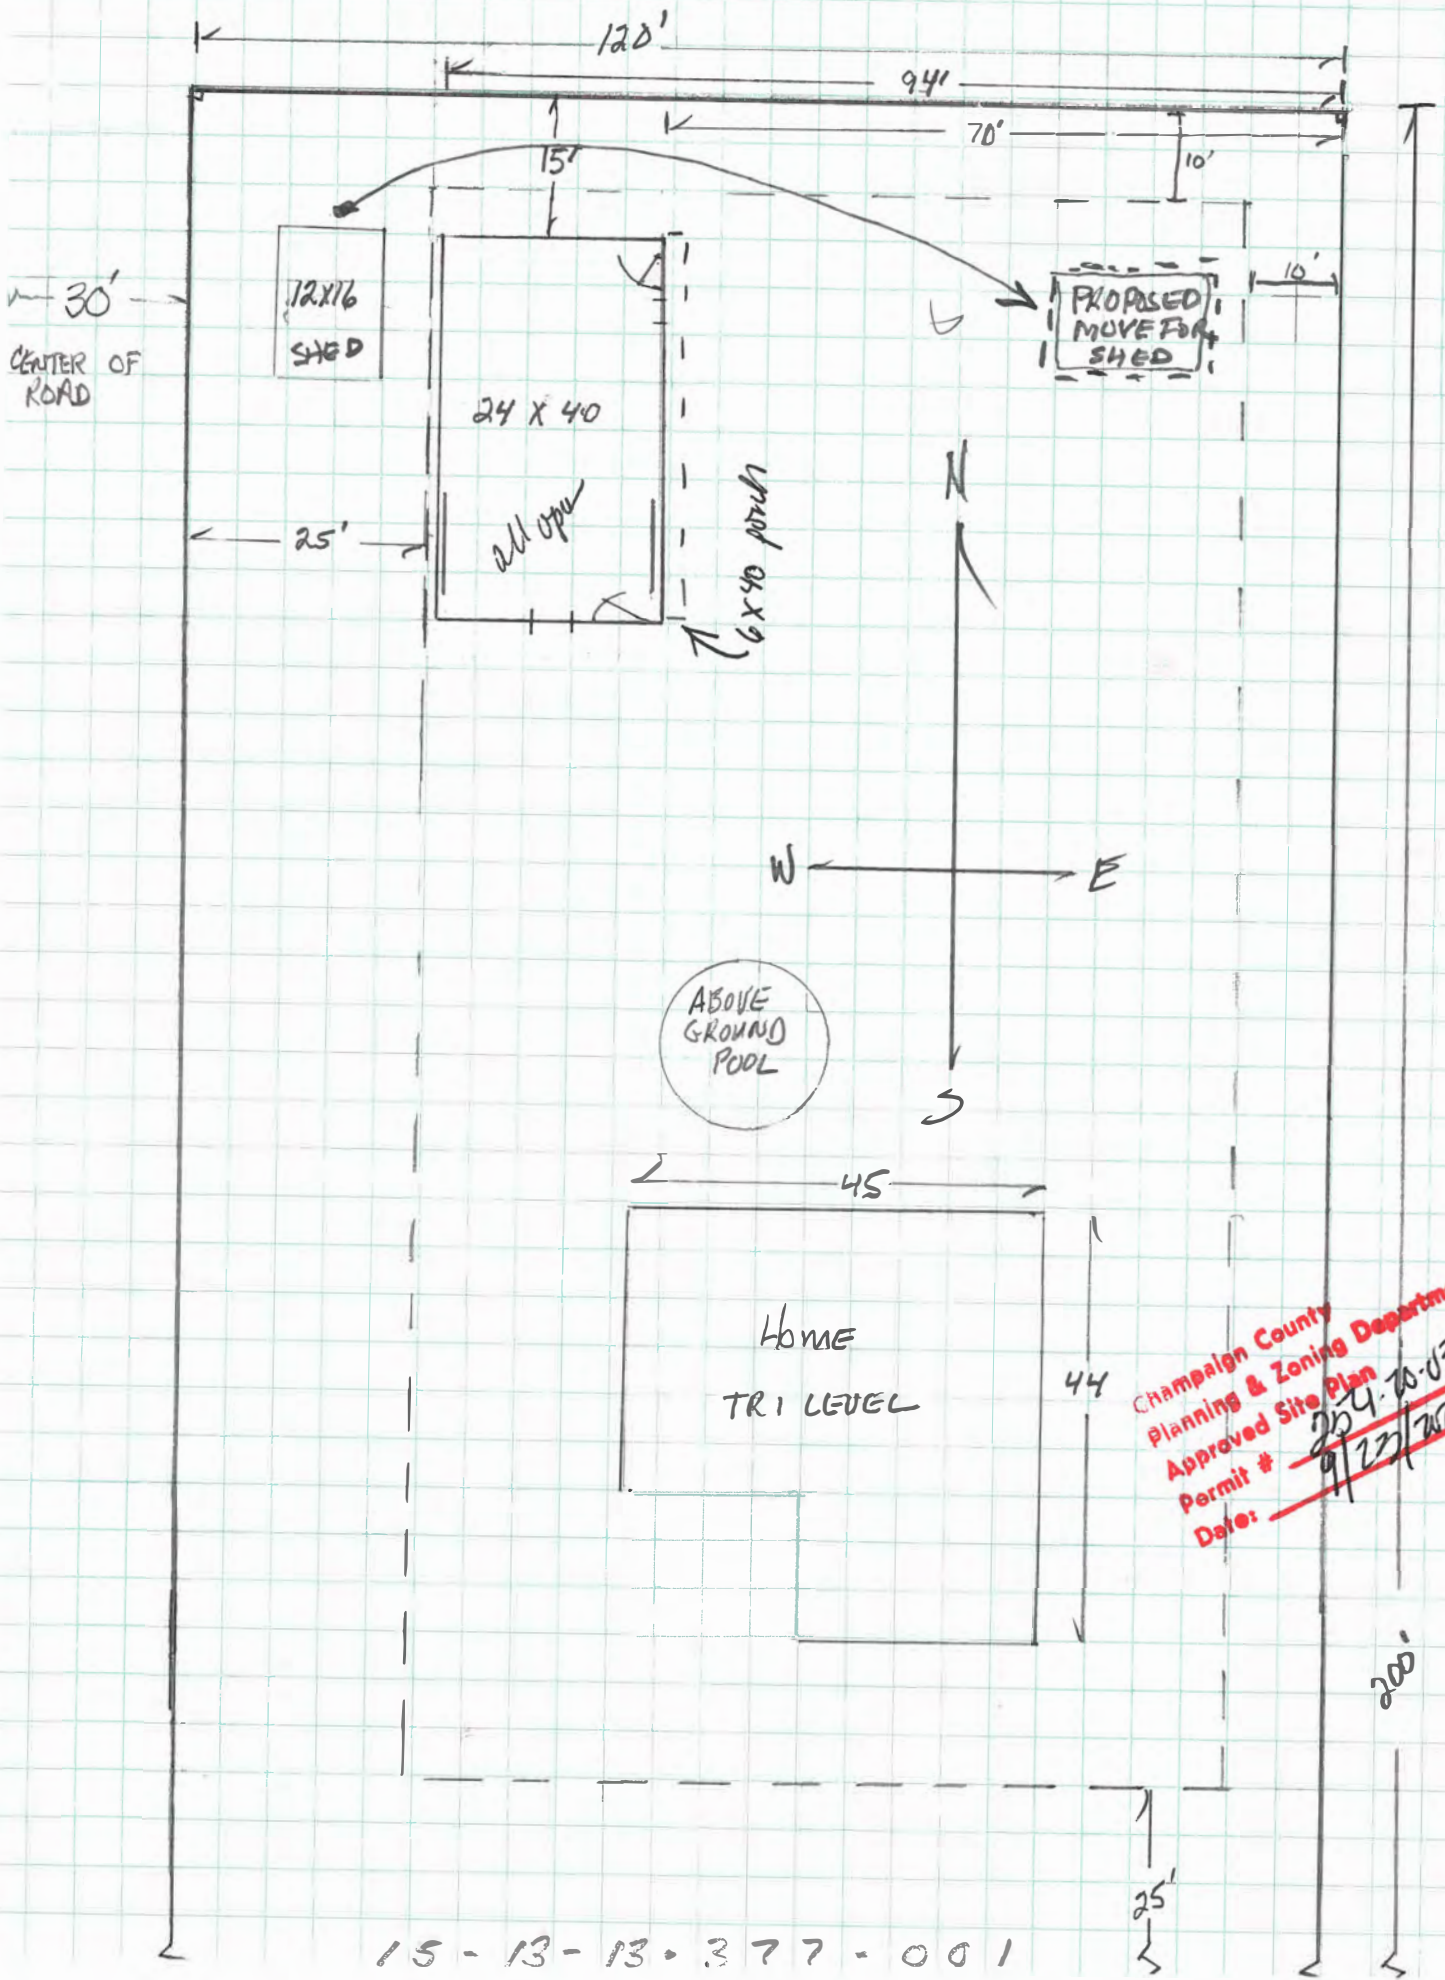 120'
94'
70'
15'
10'
30'
CENTER OF
ROAD
12X16
SHED
10'
PROPOSED
MOVE FOR
SHED
24 X 40
all open
6X40 porch
25'
N
W
E
S
ABOVE
GROUND
POOL
45
Home
TRI LEVEL
44
Champaign County
Planning & Zoning Departm
Approved Site Plan
Permit #
Date:
200'
25'
15-13-13-377-001